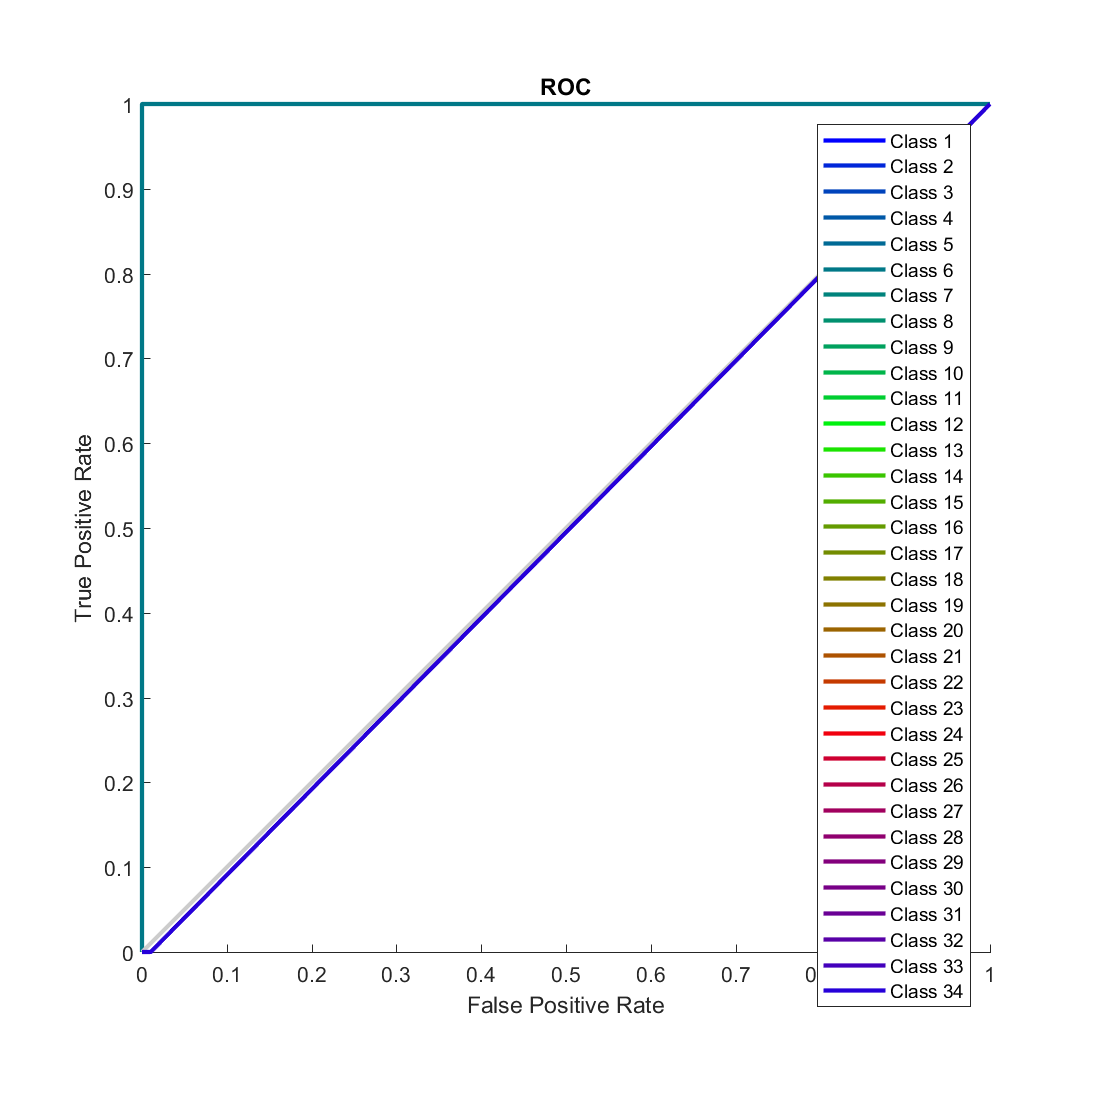 ROC
1
0.9
0.8
0.7
0.6
0.5
0.4
0.3
0.2
0.1
0
True Positive Rate
0 0.1 0.2 0.3 0.4 0.5 0.6 0.7 0 1
False Positive Rate
Class 1
Class 2
Class 3
Class 4
Class 5
Class 6
Class 7
Class 8
Class 9
Class 10
Class 11
Class 12
Class 13
Class 14
Class 15
Class 16
Class 17
Class 18
Class 19
Class 20
Class 21
Class 22
Class 23
Class 24
Class 25
Class 26
Class 27
Class 28
Class 29
Class 30
Class 31
Class 32
Class 33
Class 34